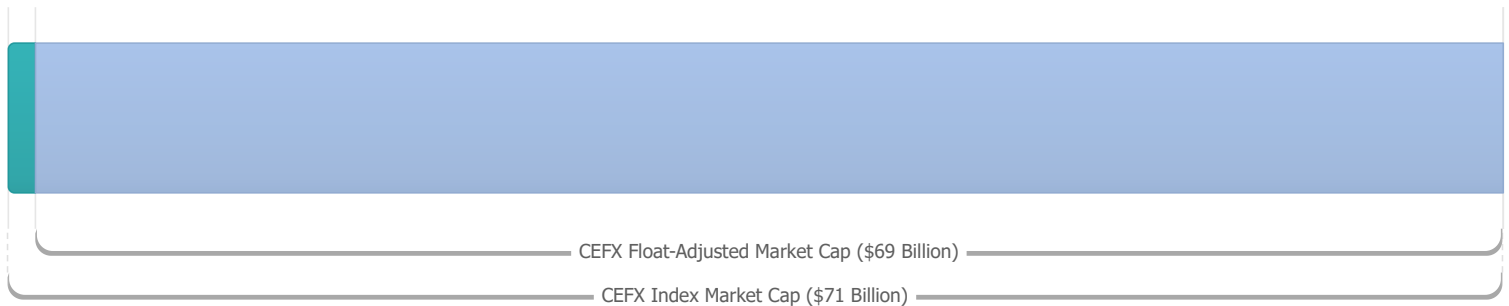 CEFX Float-Adjusted Market Cap ($69 Billion)
CEFX Index Market Cap ($71 Billion)